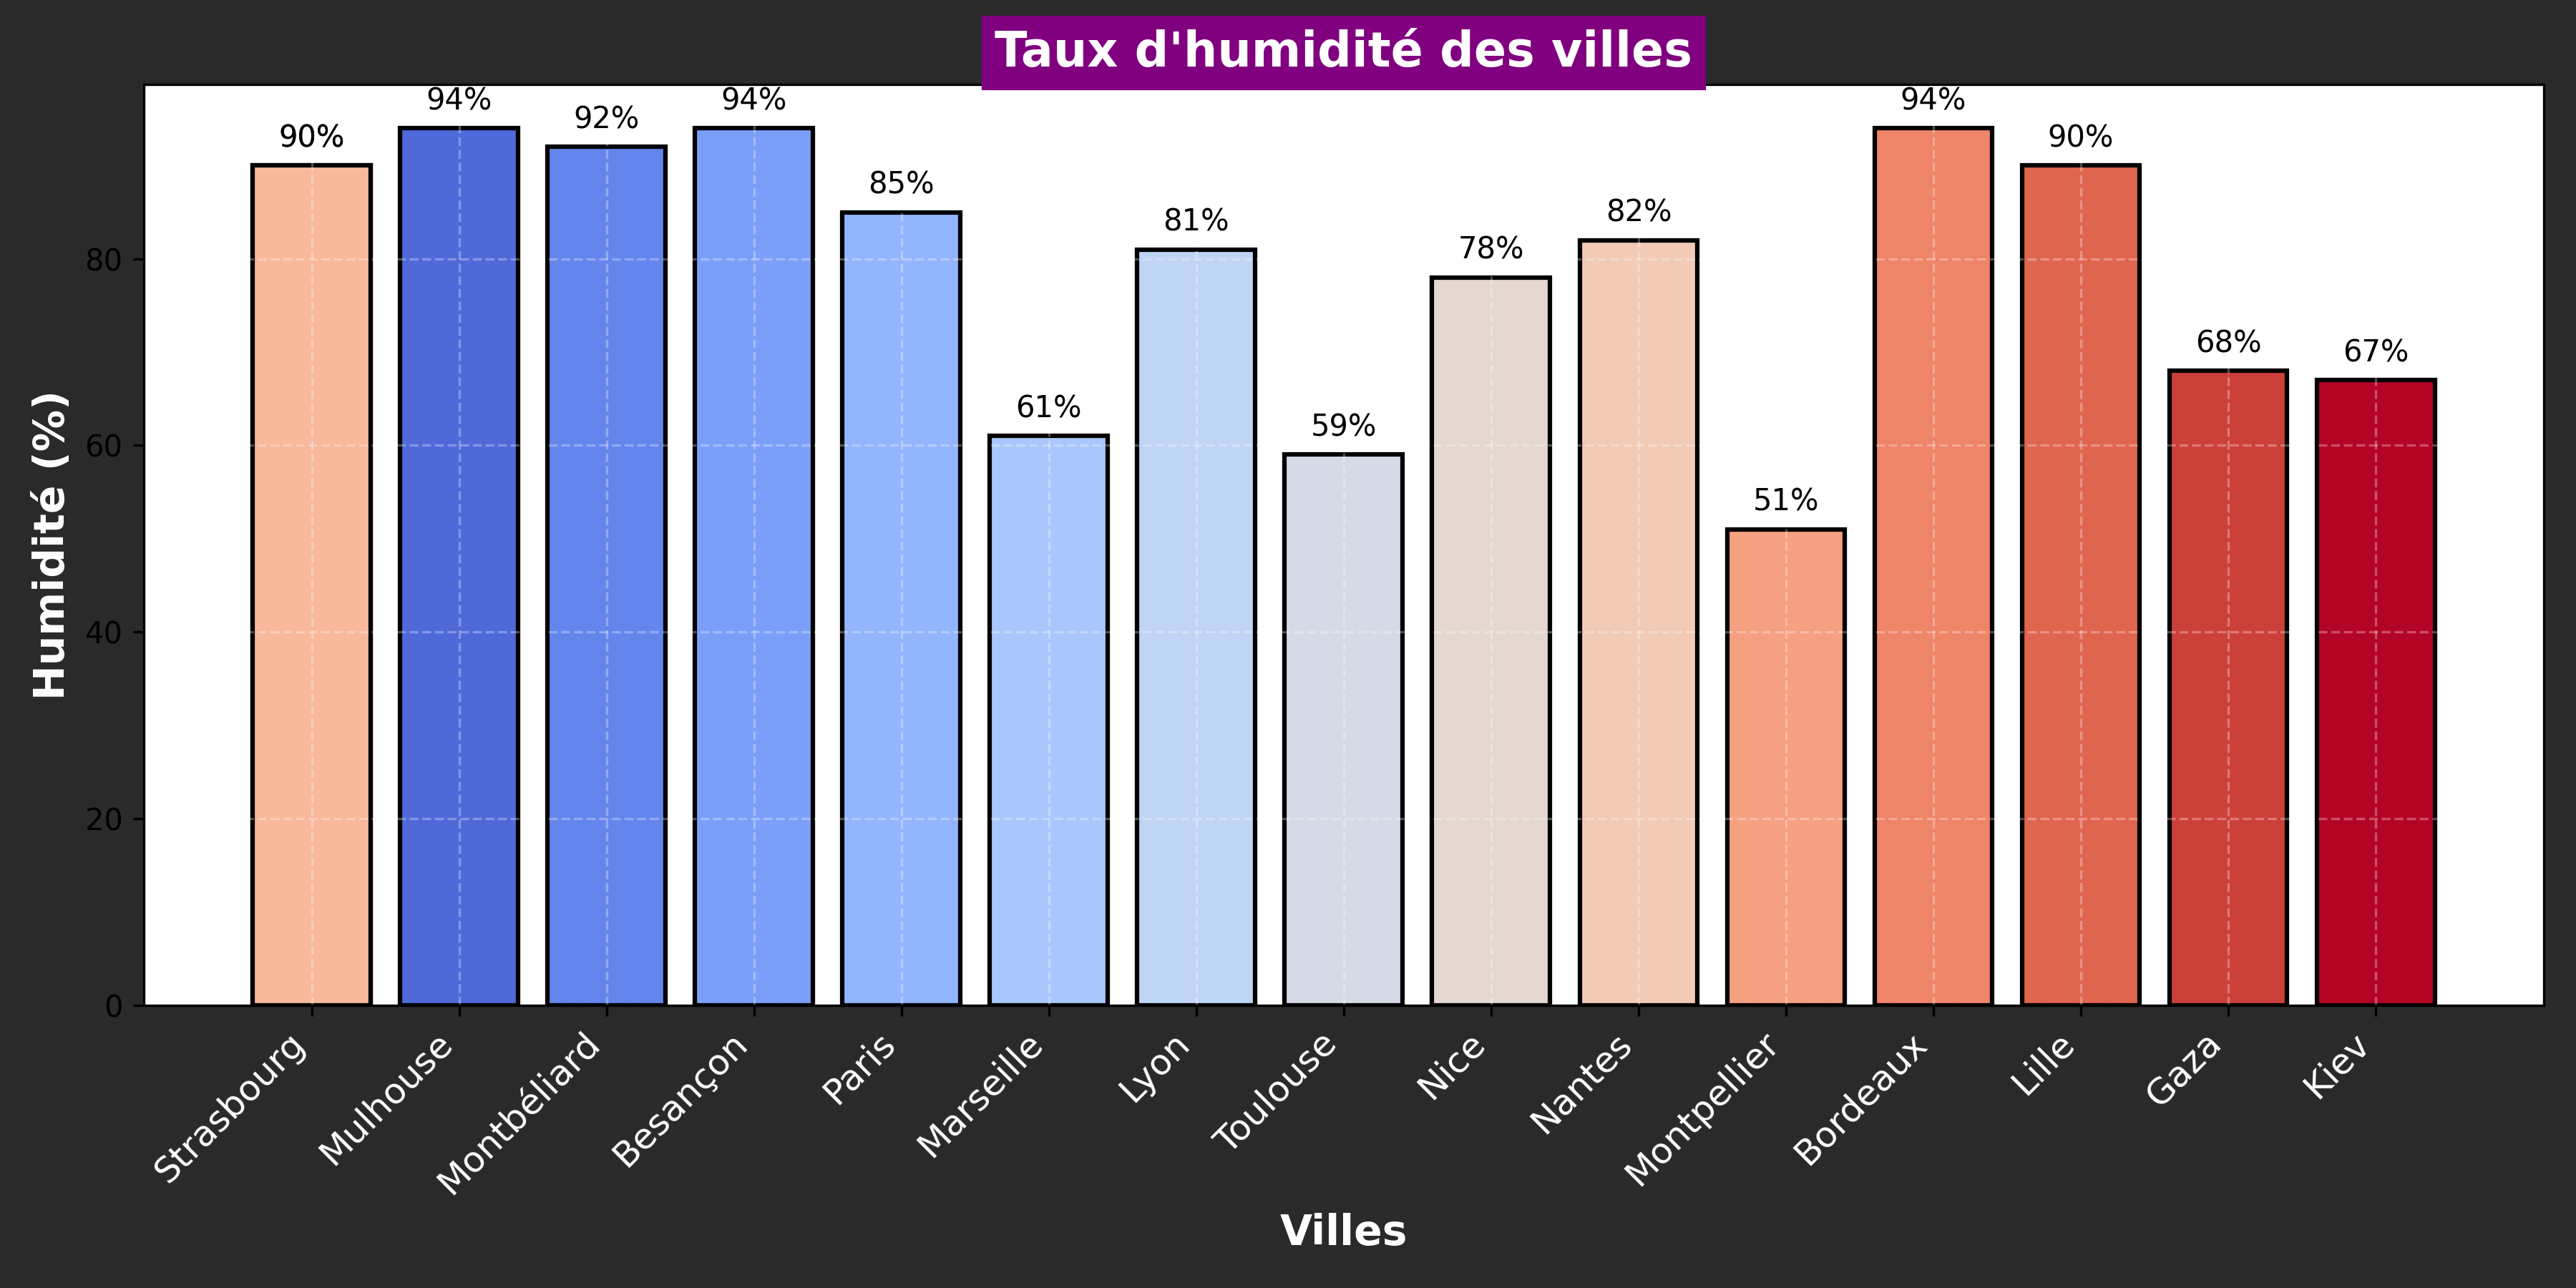 Taux d'humidité des villes
Humidité (%)
80
60
40
20
0
90%
94%
92%
94%
85%
61%
81%
59%
78%
82%
51%
94%
90%
68%
67%
Strasbourg
Mulhouse
Montbéliard
Besançon
Paris
Marseille
Lyon
Toulouse
Nice
Nantes
Montpellier
Bordeaux
Lille
Gaza
Kiev
Villes